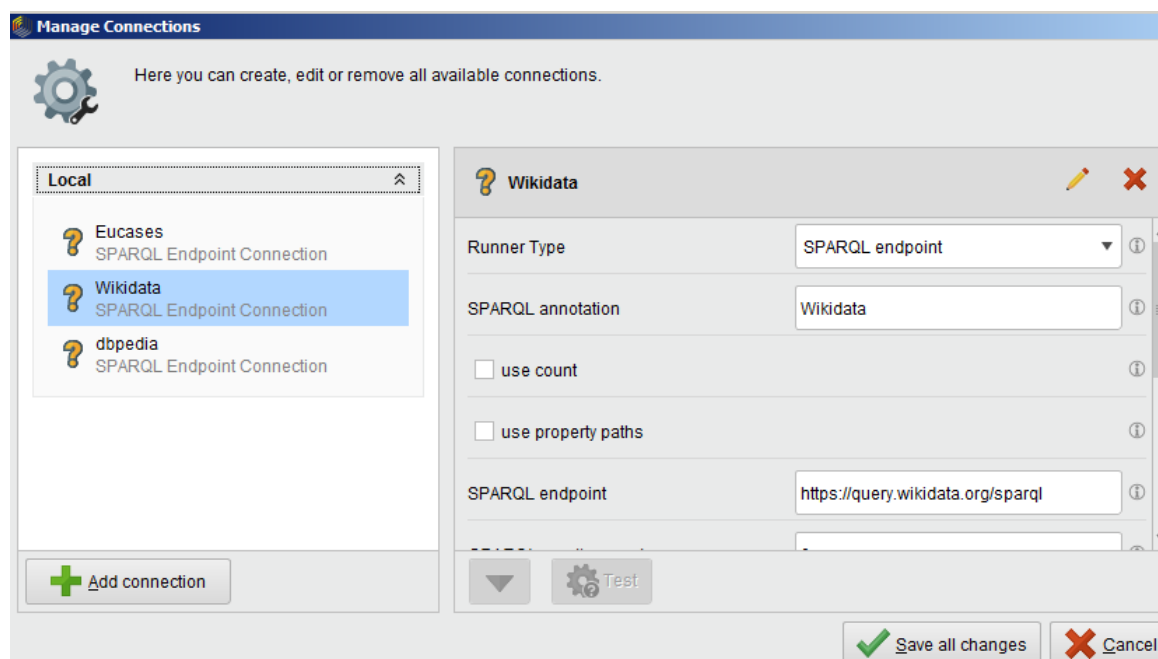 Manage Connections
Here you can create, edit or remove all available connections.
Local
Eucases
SPARQL Endpoint Connection
Wikidata
SPARQL Endpoint Connection
dbpedia
SPARQL Endpoint Connection
Add connection
Wikidata
Runner Type
SPARQL endpoint
SPARQL annotation
Wikidata
use count
use property paths
SPARQL endpoint
https://query.wikidata.org/sparql
Test
Save all changes
Cancel